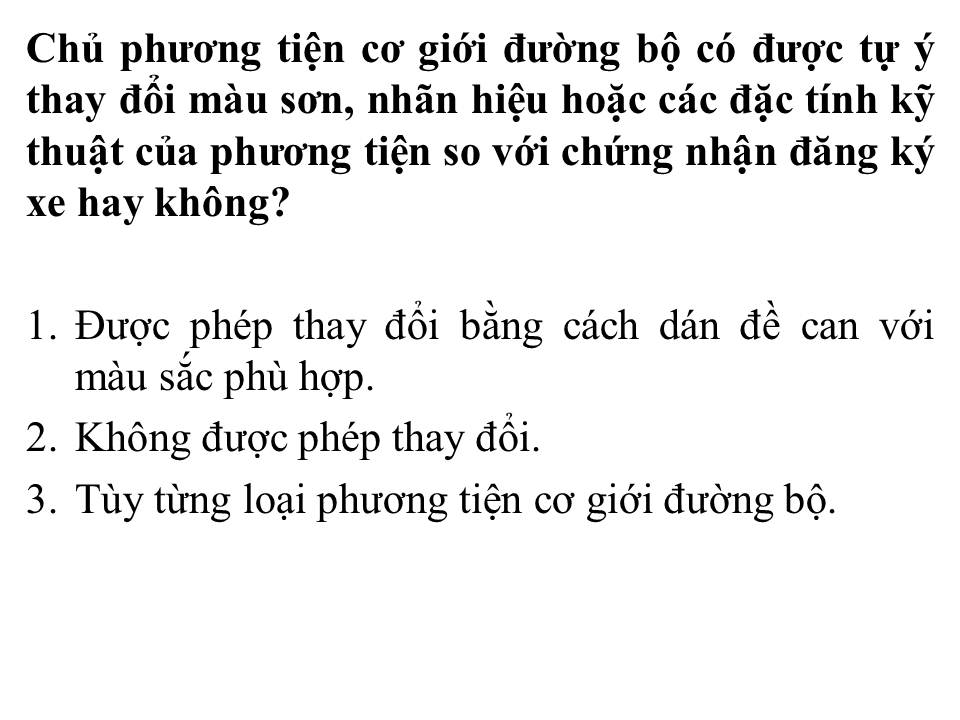 Chủ phương tiện cơ giới đường bộ có được tự ý
thay đổi màu sơn, nhãn hiệu hoặc các đặc tính kỹ
thuật của phương tiện so với chứng nhận đăng ký
xe hay không?
1. Được phép thay đổi bằng cách dán đề can với
màu sắc phù hợp.
2. Không được phép thay đổi.
3. Tùy từng loại phương tiện cơ giới đường bộ.